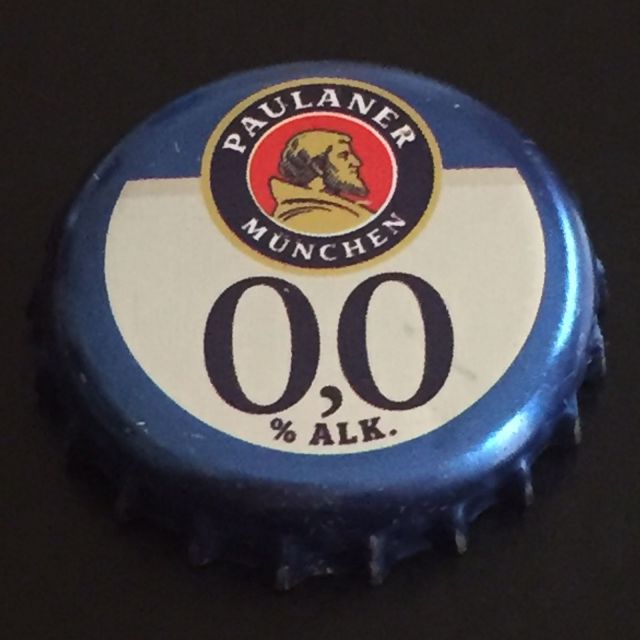 PAULANER
MÜNCHEN
0,0
% ALK.